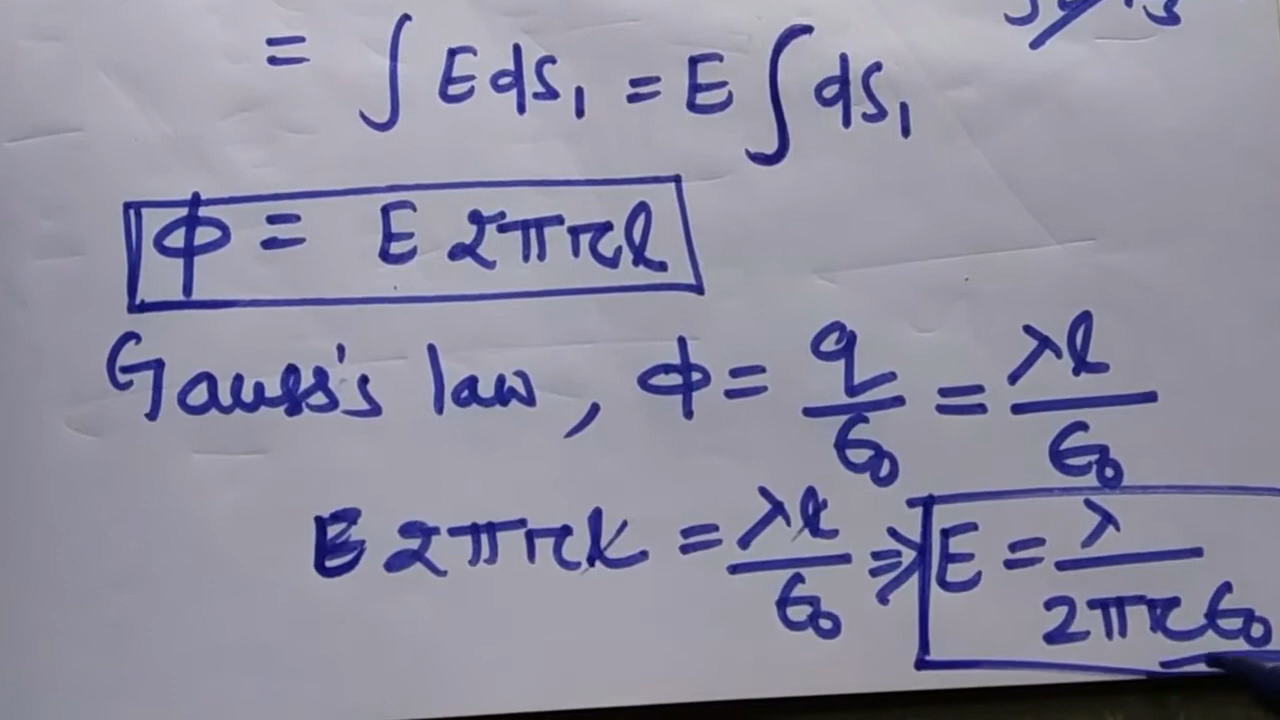 = ∫ E dS₁ = E ∫ dS₁
ϕ = E 2πrl
Gauss's law, ϕ = q/ϵ₀ = λl/ϵ₀
E 2πrl = λl/ϵ₀ ⇒ E = λ/2πrϵ₀